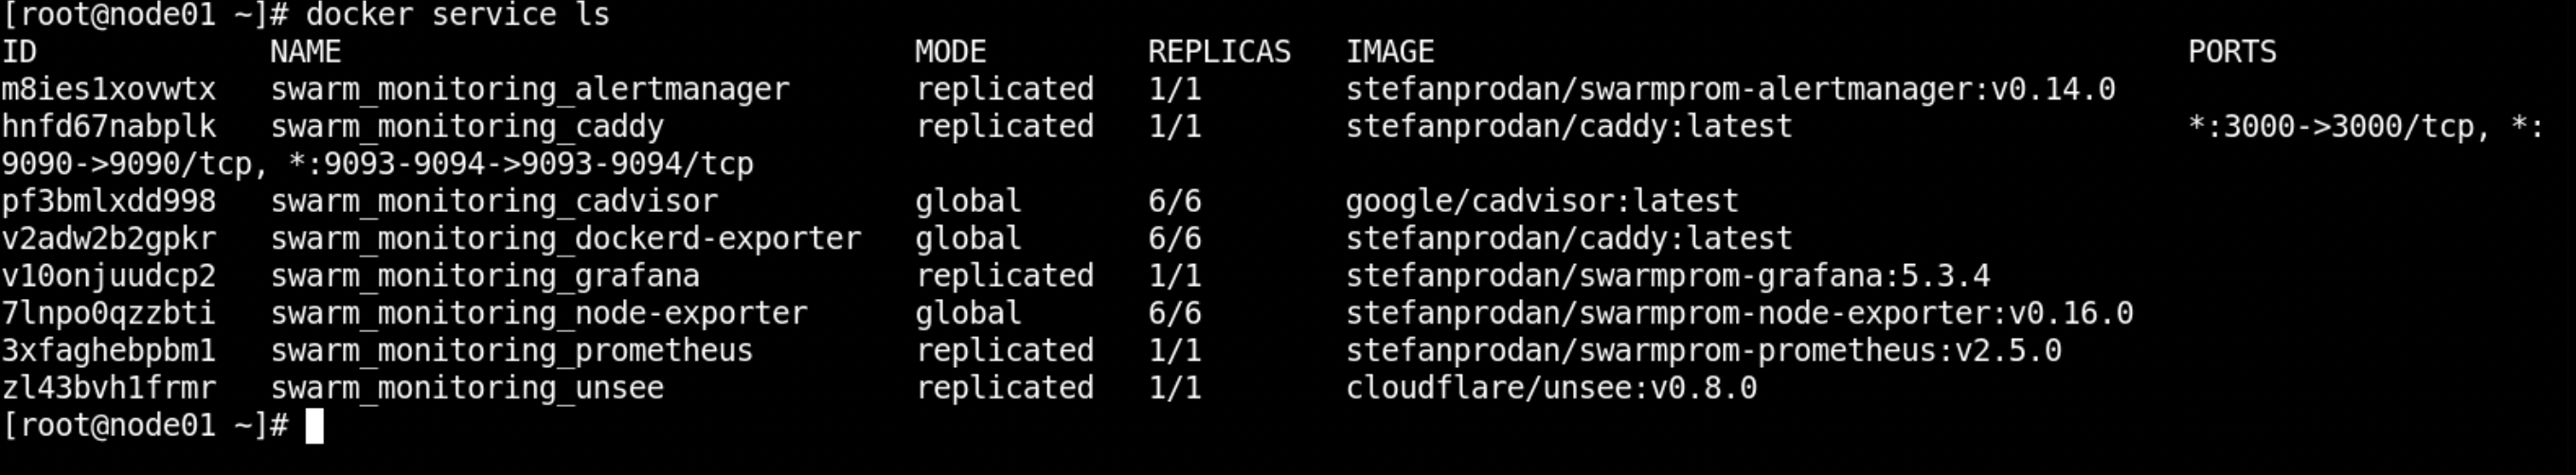 [root@node01 ~]# docker service ls
ID             NAME                                MODE         REPLICAS   IMAGE                                          PORTS
m8ies1xovwtx   swarm_monitoring_alertmanager       replicated   1/1        stefanprodan/swarmprom-alertmanager:v0.14.0
hnfd67nabplk   swarm_monitoring_caddy              replicated   1/1        stefanprodan/caddy:latest                      *:3000->3000/tcp, *:
9090->9090/tcp, *:9093-9094->9093-9094/tcp
pf3bmlxdd998   swarm_monitoring_cadvisor           global       6/6        google/cadvisor:latest
v2adw2b2gpkr   swarm_monitoring_dockerd-exporter   global       6/6        stefanprodan/caddy:latest
v10onjuudcp2   swarm_monitoring_grafana            replicated   1/1        stefanprodan/swarmprom-grafana:5.3.4
7lnpo0qzzbti   swarm_monitoring_node-exporter      global       6/6        stefanprodan/swarmprom-node-exporter:v0.16.0
3xfaghebpbm1   swarm_monitoring_prometheus         replicated   1/1        stefanprodan/swarmprom-prometheus:v2.5.0
zl43bvh1frmr   swarm_monitoring_unsee              replicated   1/1        cloudflare/unsee:v0.8.0
[root@node01 ~]#